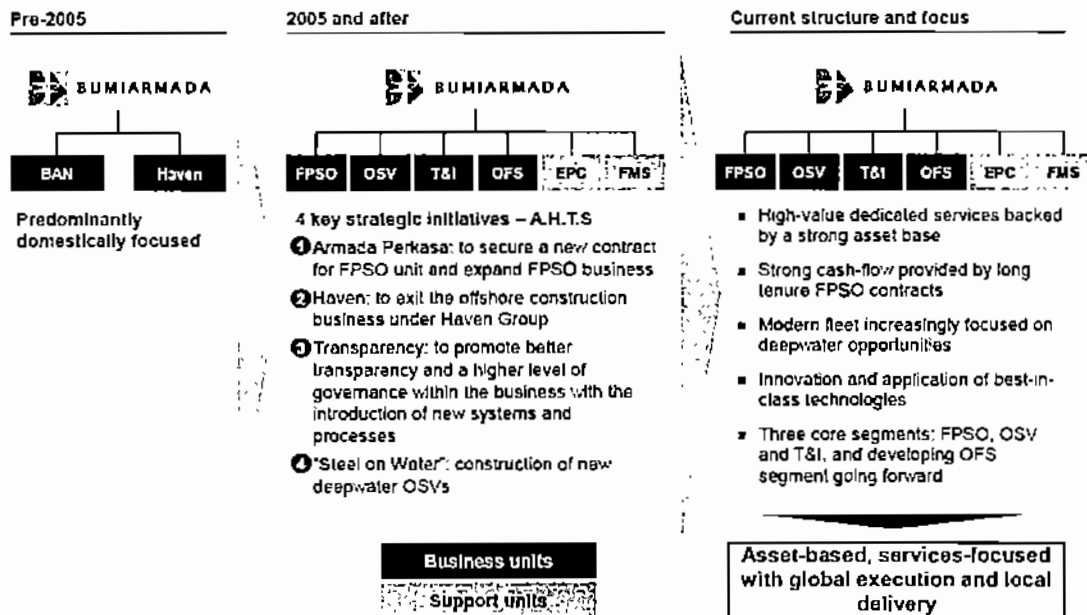 Pre-2005
BUMIARMADA
BAN
Haven
Predominantly
domestically focused
2005 and after
BUMIARMADA
FPSO
OSV
T&I
OFS
EPC
FMS
4 key strategic initiatives – A.H.T.S
1 Armada Perkasa: to secure a new contract
for FPSO unit and expand FPSO business
2 Haven: to exit the offshore construction
business under Haven Group
3 Transparency: to promote better
transparency and a higher level of
governance within the business with the
introduction of new systems and
processes
4 "Steel on Water": construction of new
deepwater OSVs
Business units
Support units
Current structure and focus
BUMIARMADA
FPSO
OSV
T&I
OFS
EPC
FMS
High-value dedicated services backed
by a strong asset base
Strong cash-flow provided by long
tenure FPSO contracts
Modern fleet increasingly focused on
deepwater opportunities
Innovation and application of best-in-
class technologies
Three core segments; FPSO, OSV
and T&I, and developing OFS
segment going forward
Asset-based, services-focused
with global execution and local
delivery